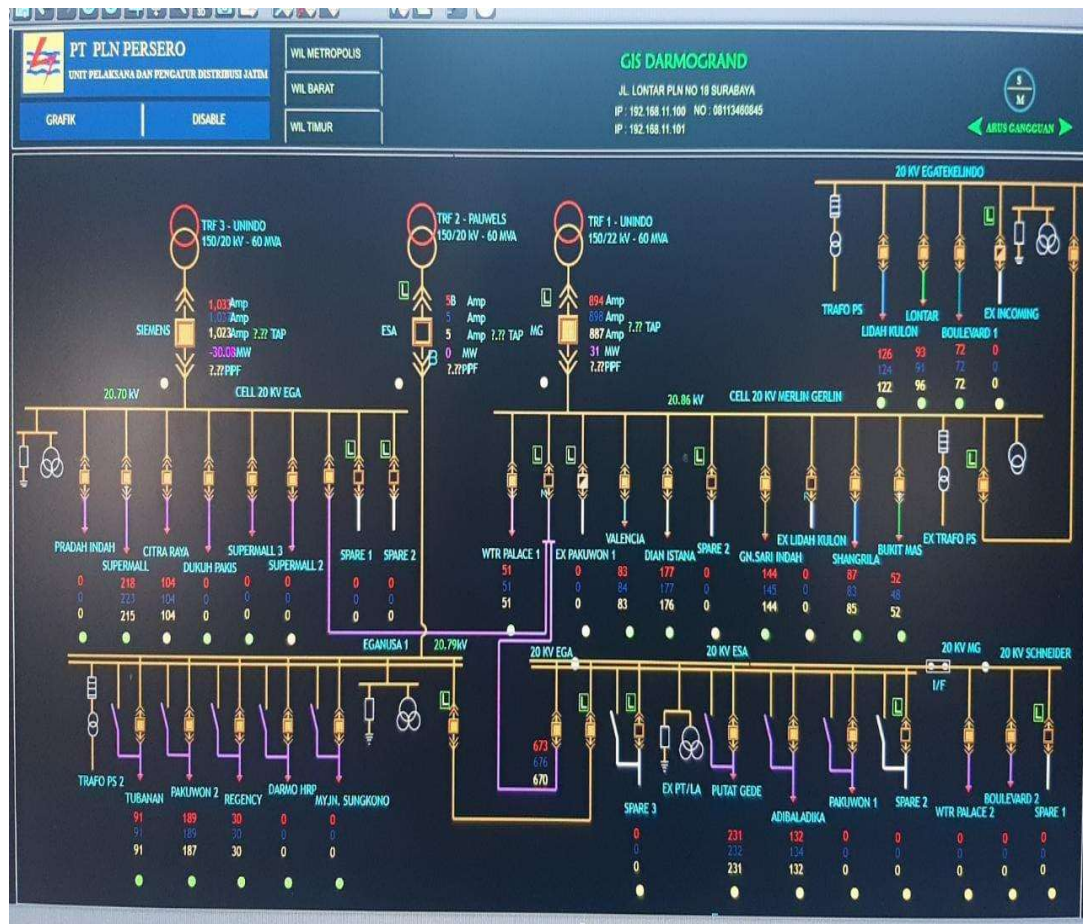 PT PLN PERSERO
UNIT PELAKSANA DAN PENGATUR DISTRIBUSI JATIM
GRAFIK
DISABLE
WIL METROPOLIS
WIL BARAT
WIL TIMUR
GIS DARMOGRAND
JL. LONTAR PLN NO 18 SURABAYA
IP : 192.168.11.100 NO : 08113460845
IP : 192.168.11.101
S
M
ARUS GANGGUAN
20 KV EGATEKELINDO
L
TRAFO PS
LIDAH KULON
LONTAR
BOULEVARD 1
EX INCOMING
126 93 72 0
124 91 72 0
122 96 72 0
TRF 3 - UNINDO
150/20 kV - 60 MVA
SIEMENS
1,033 Amp
1,037 Amp
1,023 Amp ?.?? TAP
-30.08 MW
?.?? PF
TRF 2 - PAUWELS
150/20 kV - 60 MVA
L
ESA
Amp
5 Amp
5 Amp ?.?? TAP
0 MW
?.?? PF
TRF 1 - UNINDO
150/22 kV - 60 MVA
L
MG
894 Amp
898 Amp
887 Amp ?.?? TAP
31 MW
?.?? PF
20.70 kV
CELL 20 KV EGA
L L
PRADAH INDAH
SUPERMALL
CITRA RAYA
DUKUH PAKIS
SUPERMALL 3
SUPERMALL 2
SPARE 1
SPARE 2
0 218 104 0 0 0 0 0
0 223 104 0 0 0 0 0
0 215 104 0 0 0 0 0
20.86 kV
CELL 20 KV MERLIN GERLIN
L L L L
WTR PALACE 1
EX PAKUWON 1
VALENCIA
DIAN ISTANA
SPARE 2
GN.SARI INDAH
EX LIDAH KULON
SHANGRILA
BUKIT MAS
EX TRAFO PS
51 0 83 177 0 144 0 87 52
51 0 84 177 0 145 0 83 48
51 0 83 176 0 144 0 85 52
EGANUSA 1
20.79kV
L
TRAFO PS 2
TUBANAN
PAKUWON 2
REGENCY
DARMO HRP
MYJN. SUNGKONO
91 189 30 0 0
91 189 30 0 0
91 187 30 0 0
20 KV EGA
20 KV ESA
20 KV MG
20 KV SCHNEIDER
I/F
L L L
673
676
670
SPARE 3
EX PT/LA
PUTAT GEDE
ADIBALADIKA
PAKUWON 1
SPARE 2
WTR PALACE 2
BOULEVARD 2
SPARE 1
0 231 132 0 0 0 0 0
0 232 134 0 0 0 0 0
0 231 132 0 0 0 0 0